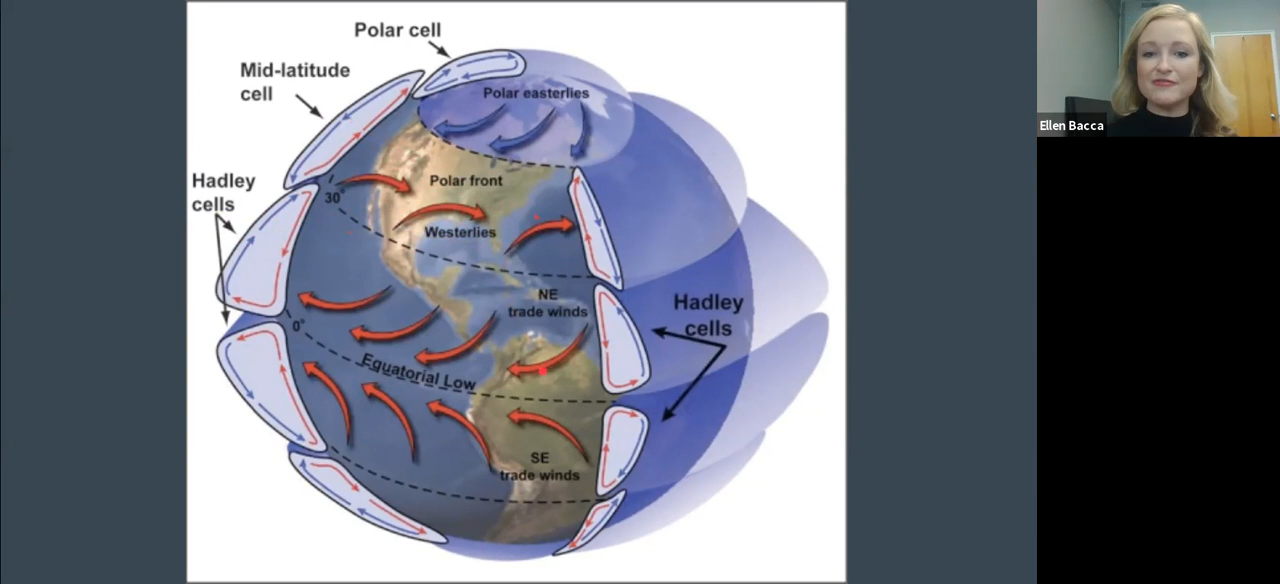 Polar cell
Mid-latitude
cell
Polar easterlies
Hadley
cells
30°
Polar front
Westerlies
NE
trade winds
Hadley
cells
0°
Equatorial Low
SE
trade winds
Ellen Bacca